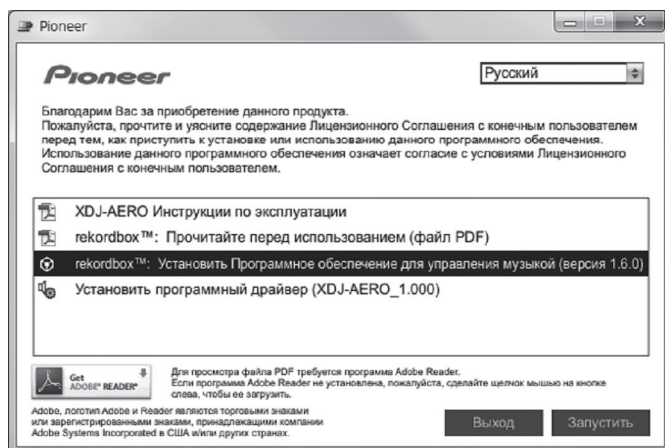 Pioneer
Pioneer
Русский
Благодарим Вас за приобретение данного продукта.
Пожалуйста, прочтите и уясните содержание Лицензионного Соглашения с конечным пользователем
перед тем, как приступить к установке или использованию данного программного обеспечения.
Использование данного программного обеспечения означает согласие с условиями Лицензионного
Соглашения с конечным пользователем.
XDJ-AERO Инструкции по эксплуатации
rekordbox™: Прочитайте перед использованием (файл PDF)
rekordbox™: Установить Программное обеспечение для управления музыкой (версия 1.6.0)
Установить программный драйвер (XDJ-AERO_1.000)
Get
ADOBE® READER®
Для просмотра файла PDF требуется программа Adobe Reader.
Если программа Adobe Reader не установлена, пожалуйста, сделайте щелчок мышью на кнопке
слева, чтобы ее загрузить.
Adobe, логотип Adobe и Reader являются торговыми знаками
или зарегистрированными знаками, принадлежащими компании
Adobe Systems Incorporated в США и/или других странах.
Выход
Запустить